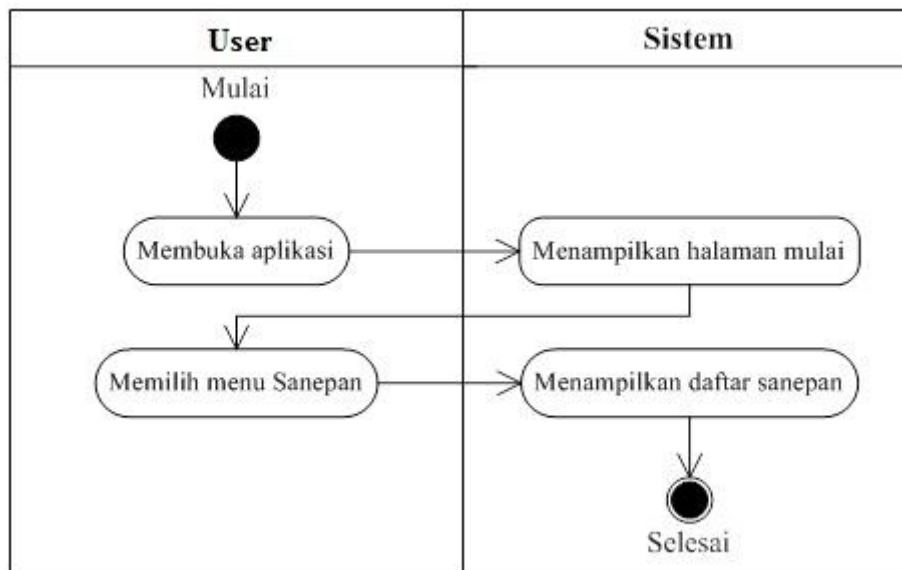 User
Sistem
Mulai
Membuka aplikasi
Menampilkan halaman mulai
Memilih menu Sanepan
Menampilkan daftar sanepan
Selesai